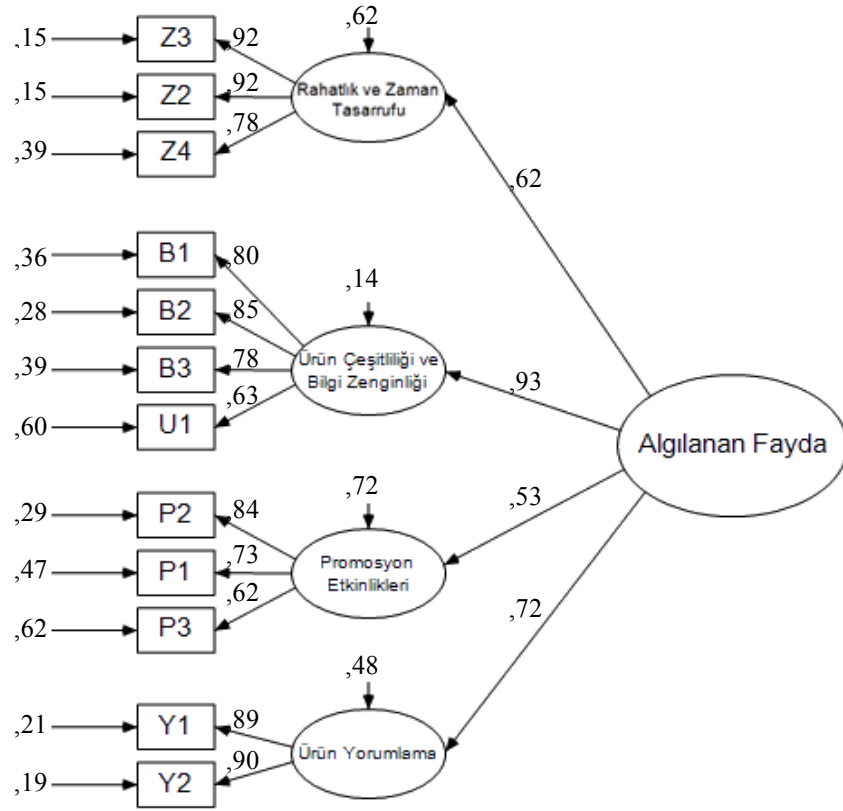 ,62
,15 Z3 ,92
,15 Z2 ,92
Rahatlık ve Zaman
Tasarrufu
,39 Z4 ,78
,62
,36 B1 ,80
,14
,28 B2 ,85
Ürün Çeşitliliği ve
Bilgi Zenginliği
,39 B3 ,78
,93
,60 U1 ,63
Algılanan Fayda
,72
,53
,29 P2 ,84
,47 P1 ,73
Promosyon
Etkinlikleri
,62 P3 ,62
,72
,48
,21 Y1 ,89
Ürün Yorumlama
,19 Y2 ,90